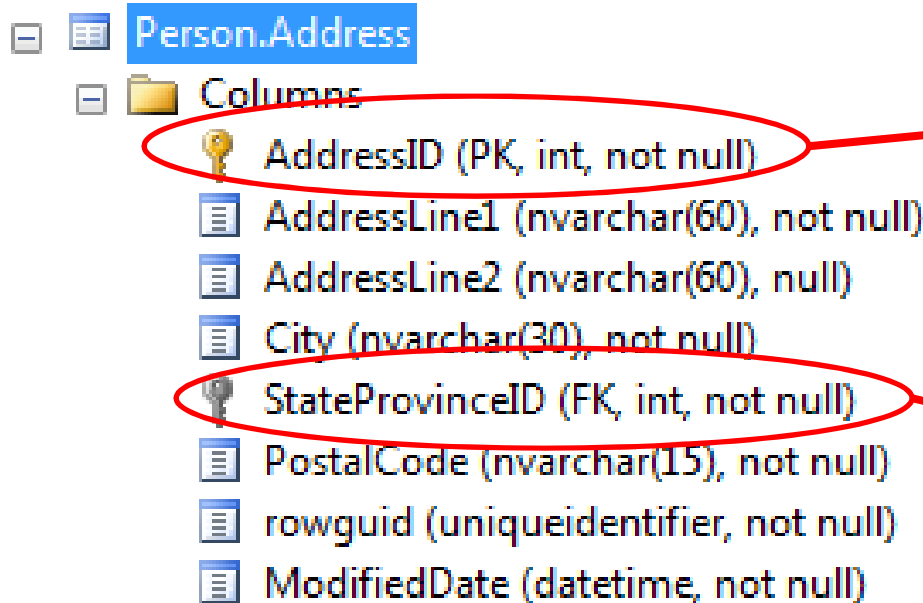 Person.Address
Columns
AddressID (PK, int, not null)
AddressLine1 (nvarchar(60), not null)
AddressLine2 (nvarchar(60), null)
City (nvarchar(30), not null)
StateProvinceID (FK, int, not null)
PostalCode (nvarchar(15), not null)
rowguid (uniqueidentifier, not null)
ModifiedDate (datetime, not null)